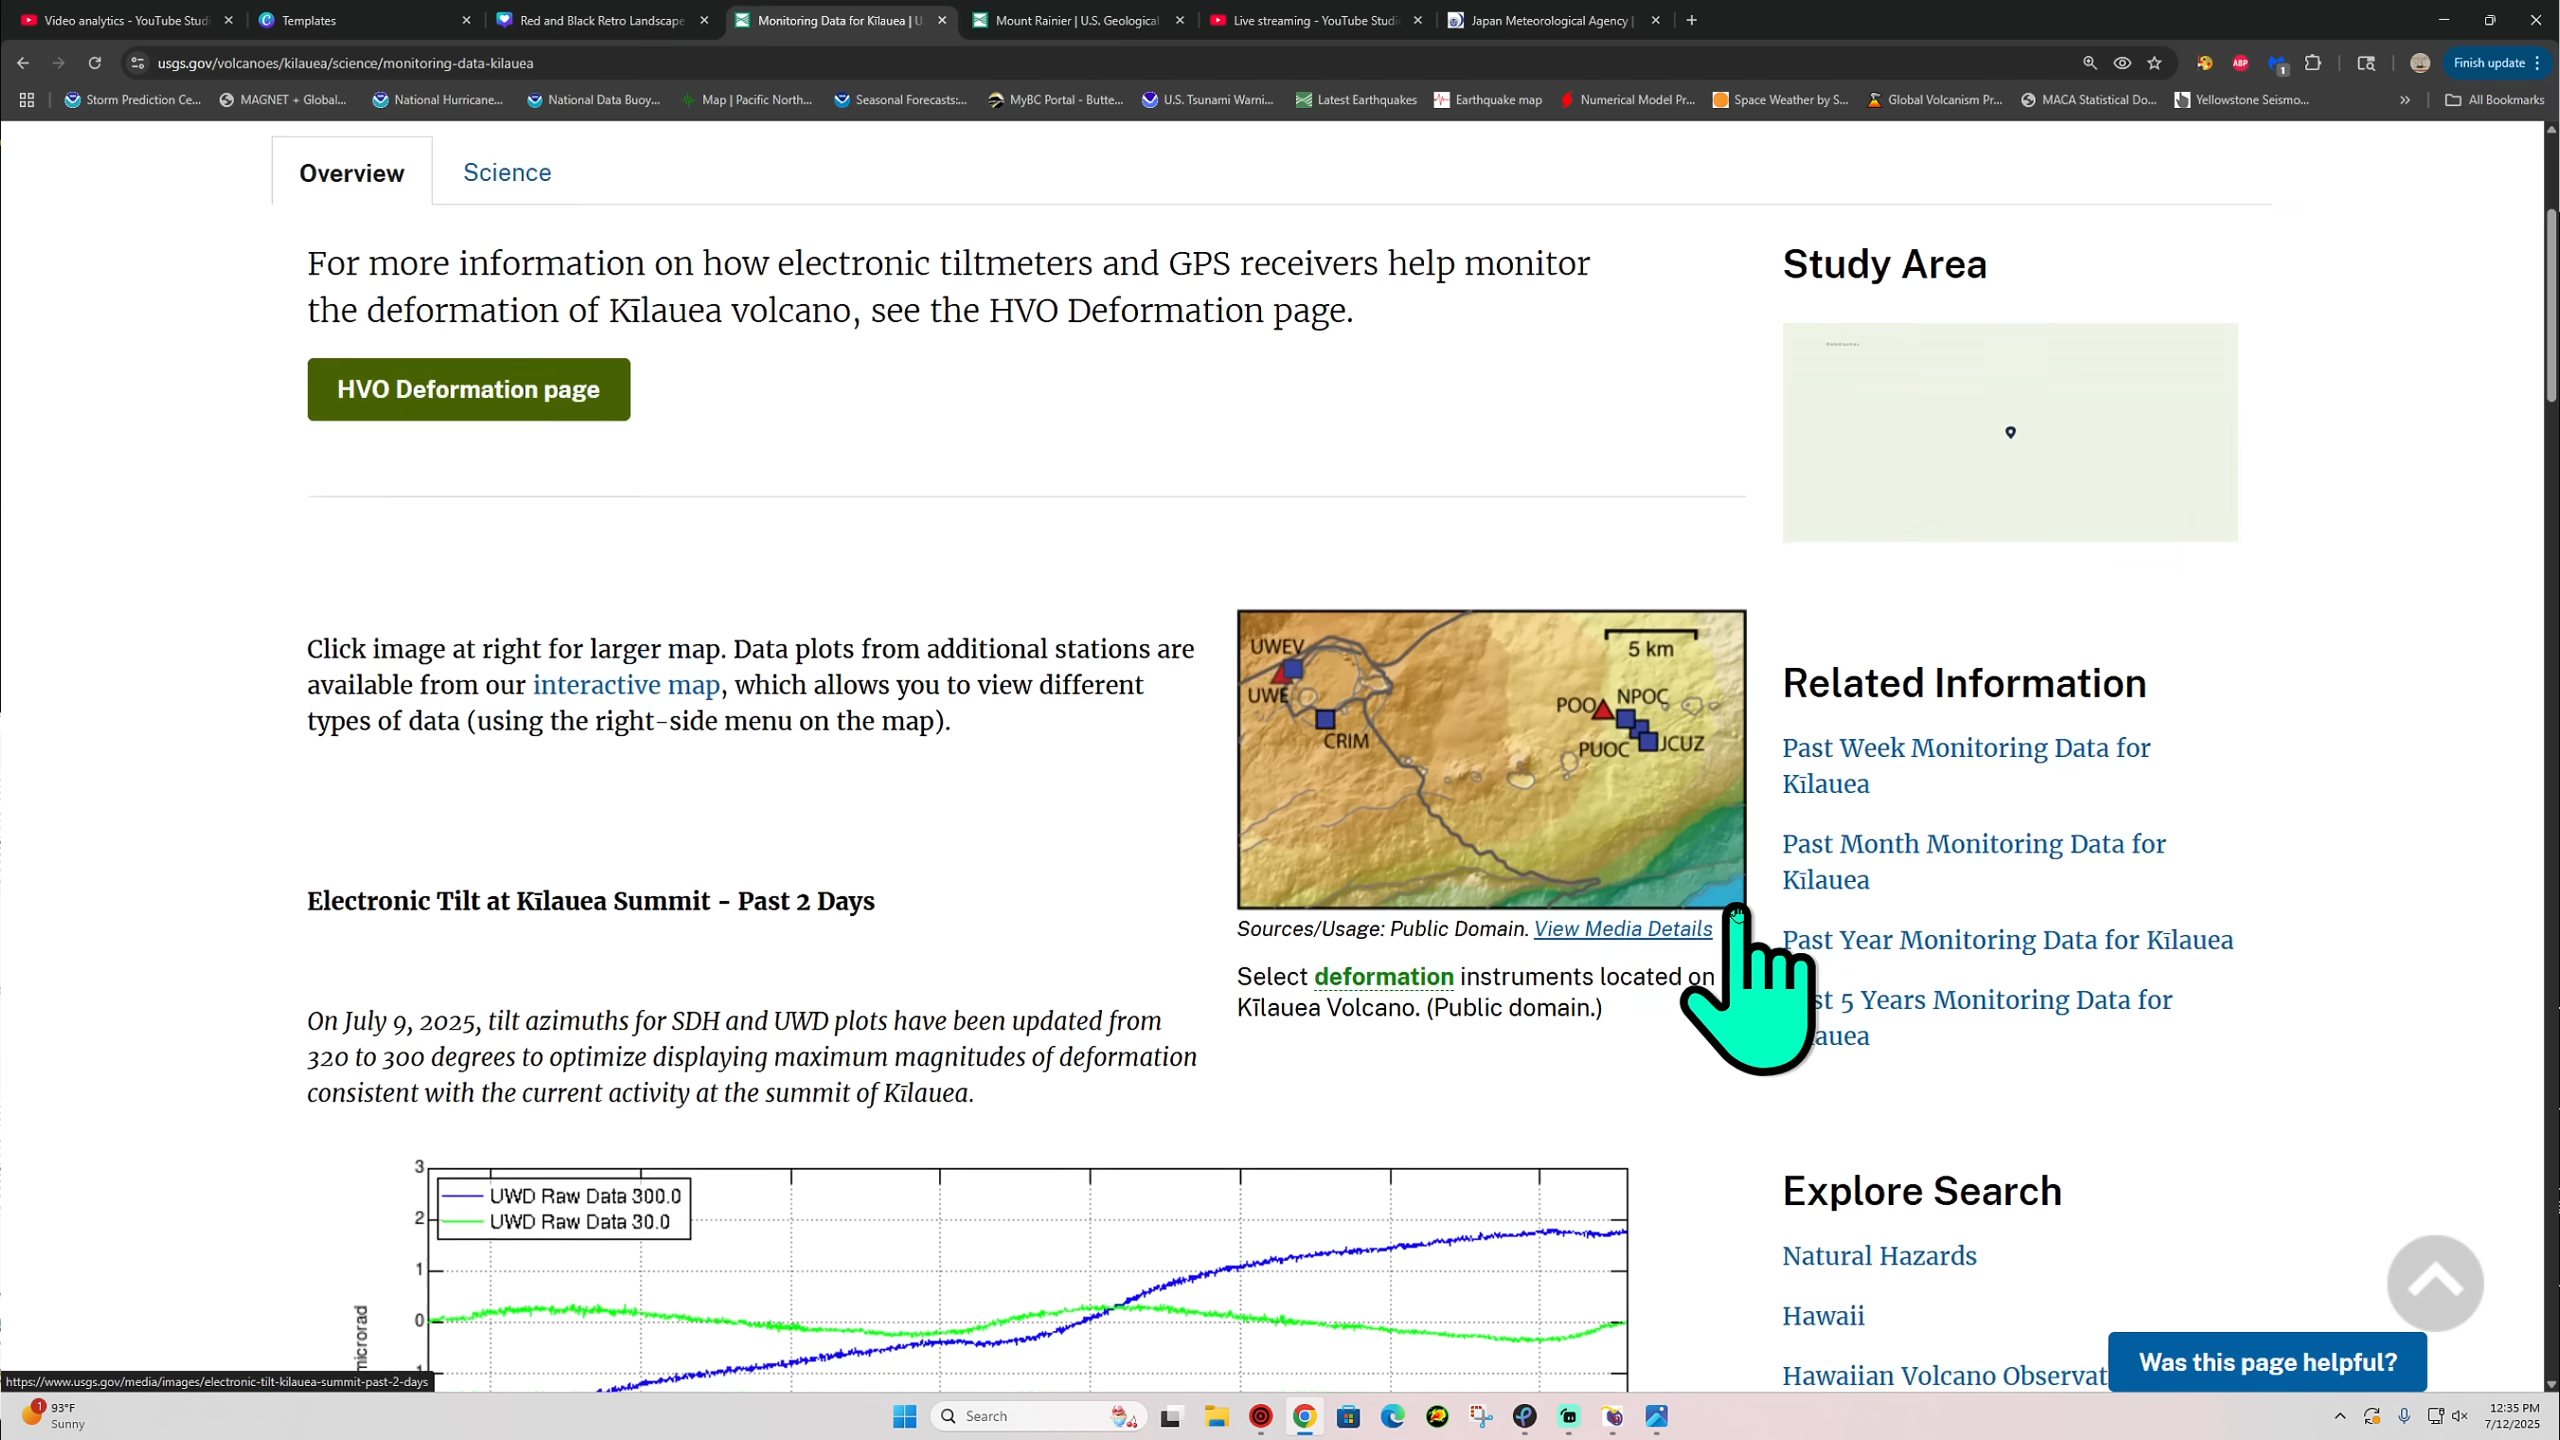 Video analytics - YouTube Studi
Templates
Red and Black Retro Landscape
Monitoring Data for Kīlauea | U.
Mount Rainier | U.S. Geological
Live streaming - YouTube Studi
Japan Meteorological Agency |
usgs.gov/volcanoes/kilauea/science/monitoring-data-kilauea
ABP
1
Finish update
Storm Prediction Ce...
MAGNET + Global...
National Hurricane...
National Data Buoy...
Map | Pacific North...
Seasonal Forecasts:...
MyBC Portal - Butte...
U.S. Tsunami Warni...
Latest Earthquakes
Earthquake map
Numerical Model Pr...
Space Weather by S...
Global Volcanism Pr...
MACA Statistical Do...
Yellowstone Seismo...
All Bookmarks
Overview
Science
For more information on how electronic tiltmeters and GPS receivers help monitor
the deformation of Kīlauea volcano, see the HVO Deformation page.
HVO Deformation page
Study Area
Click image at right for larger map. Data plots from additional stations are
available from our interactive map, which allows you to view different
types of data (using the right-side menu on the map).
UWEV
UWE
CRIM
5 km
POO
NPOC
PUOC
JCUZ
Sources/Usage: Public Domain. View Media Details
Select deformation instruments located on
Kīlauea Volcano. (Public domain.)
Related Information
Past Week Monitoring Data for
Kīlauea
Past Month Monitoring Data for
Kīlauea
Past Year Monitoring Data for Kīlauea
st 5 Years Monitoring Data for
auea
Electronic Tilt at Kīlauea Summit - Past 2 Days
On July 9, 2025, tilt azimuths for SDH and UWD plots have been updated from
320 to 300 degrees to optimize displaying maximum magnitudes of deformation
consistent with the current activity at the summit of Kīlauea.
3
2
1
0
UWD Raw Data 300.0
UWD Raw Data 30.0
microrad
Explore Search
Natural Hazards
Hawaii
Hawaiian Volcano Observat
Was this page helpful?
https://www.usgs.gov/media/images/electronic-tilt-kilauea-summit-past-2-days
1
93°F
Sunny
Search
12:35 PM
7/12/2025